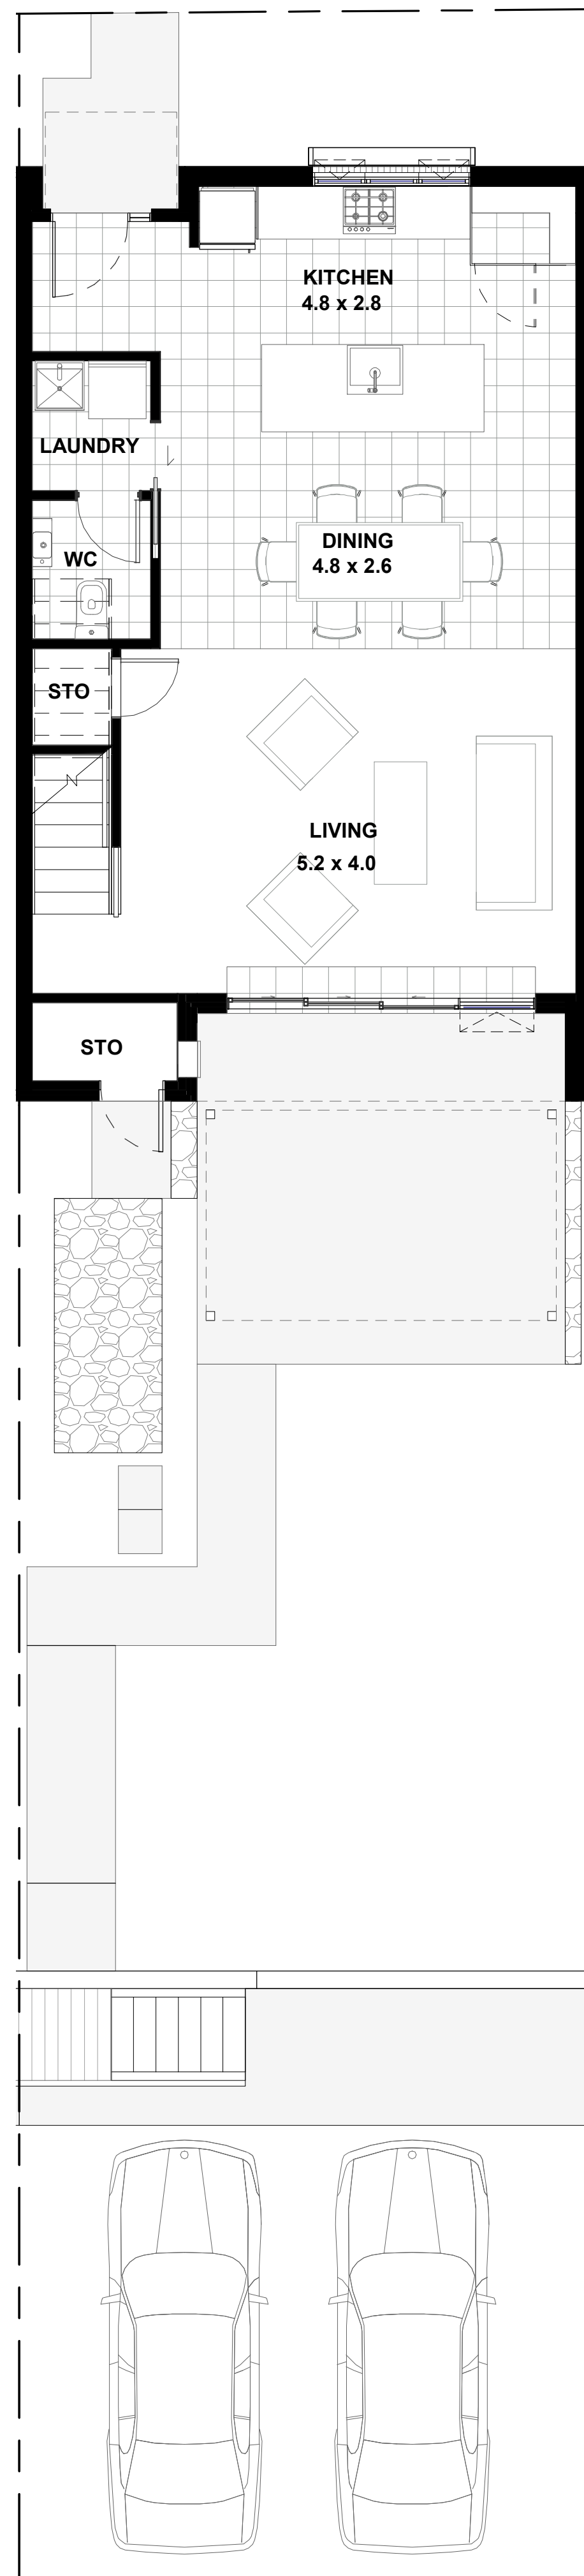 KITCHEN
4.8 x 2.8
LAUNDRY
DINING
4.8 x 2.6
WC
STO
LIVING
5.2 x 4.0
STO